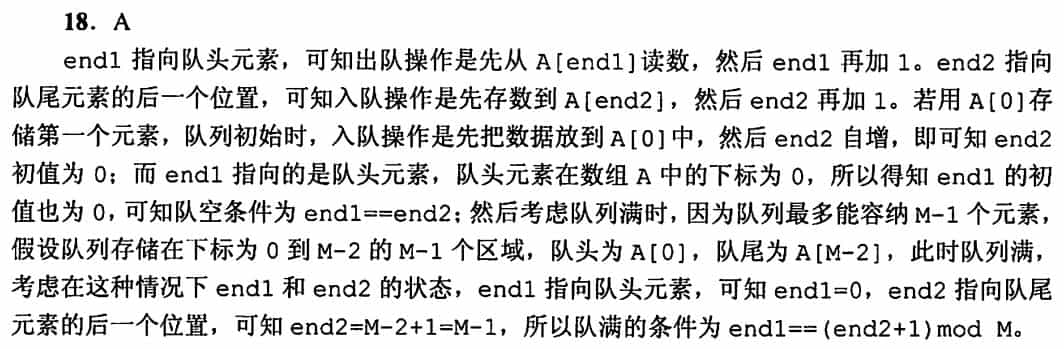 18. A
end1 指向队头元素，可知出队操作是先从 A[end1]读数，然后 end1 再加 1。end2 指向
队尾元素的后一个位置，可知入队操作是先存数到 A[end2]，然后 end2 再加 1。若用 A[0]存
储第一个元素，队列初始时，入队操作是先把数据放到 A[0]中，然后 end2 自增，即可知 end2
初值为 0；而 end1 指向的是队头元素，队头元素在数组 A 中的下标为 0，所以得知 end1 的初
值也为 0，可知队空条件为 end1==end2；然后考虑队列满时，因为队列最多能容纳 M-1 个元素，
假设队列存储在下标为 0 到 M-2 的 M-1 个区域，队头为 A[0]，队尾为 A[M-2]，此时队列满，
考虑在这种情况下 end1 和 end2 的状态，end1 指向队头元素，可知 end1=0，end2 指向队尾
元素的后一个位置，可知 end2=M-2+1=M-1，所以队满的条件为 end1==(end2+1)mod M。